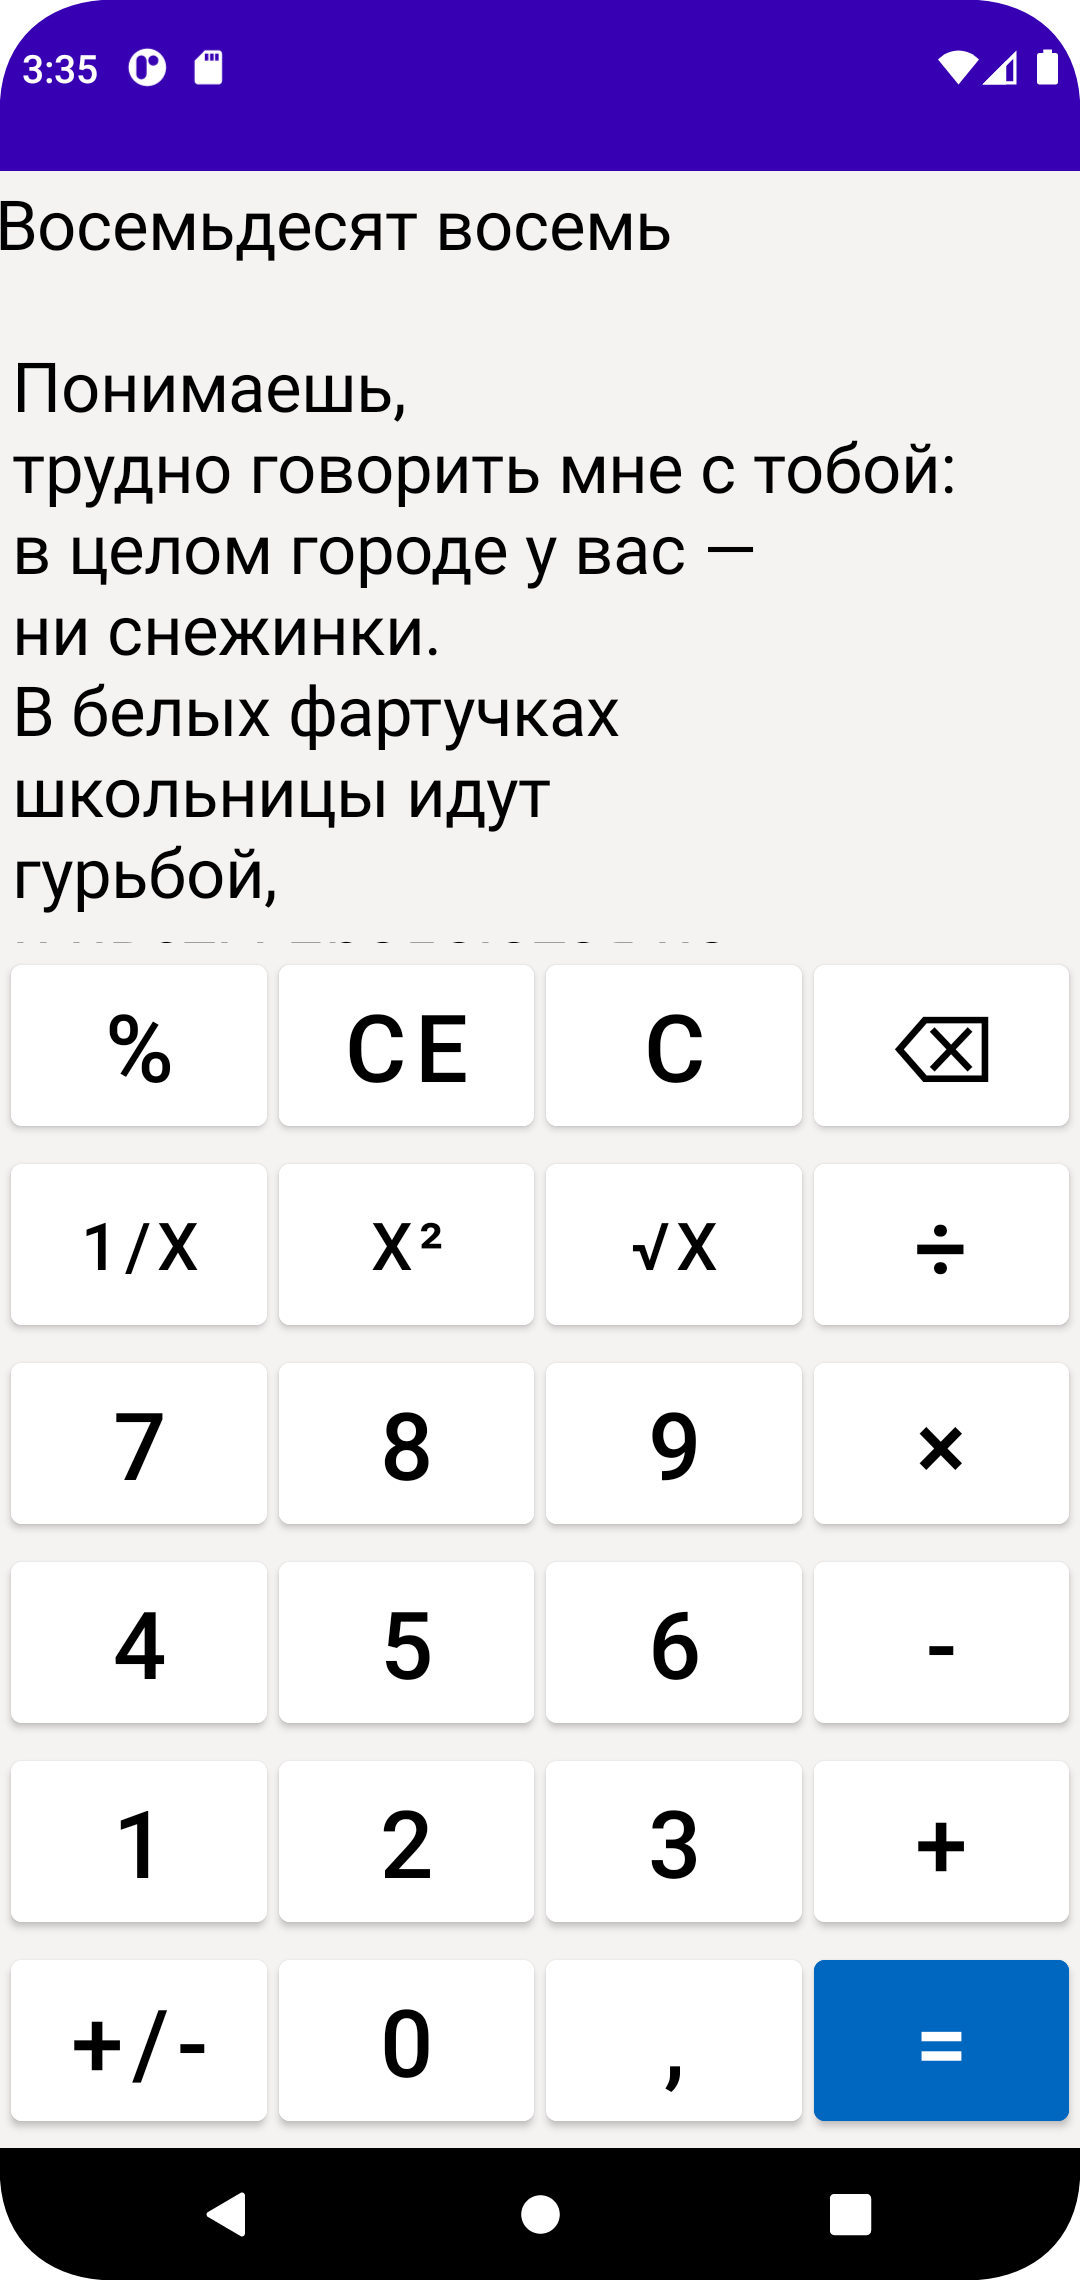 3:35
Восемьдесят восемь
Понимаешь,
трудно говорить мне с тобой:
в целом городе у вас —
ни снежинки.
В белых фартучках
школьницы идут
гурьбой,
% CE C
1/X X² √X ÷
7 8 9 ×
4 5 6 -
1 2 3 +
+/- 0 , =